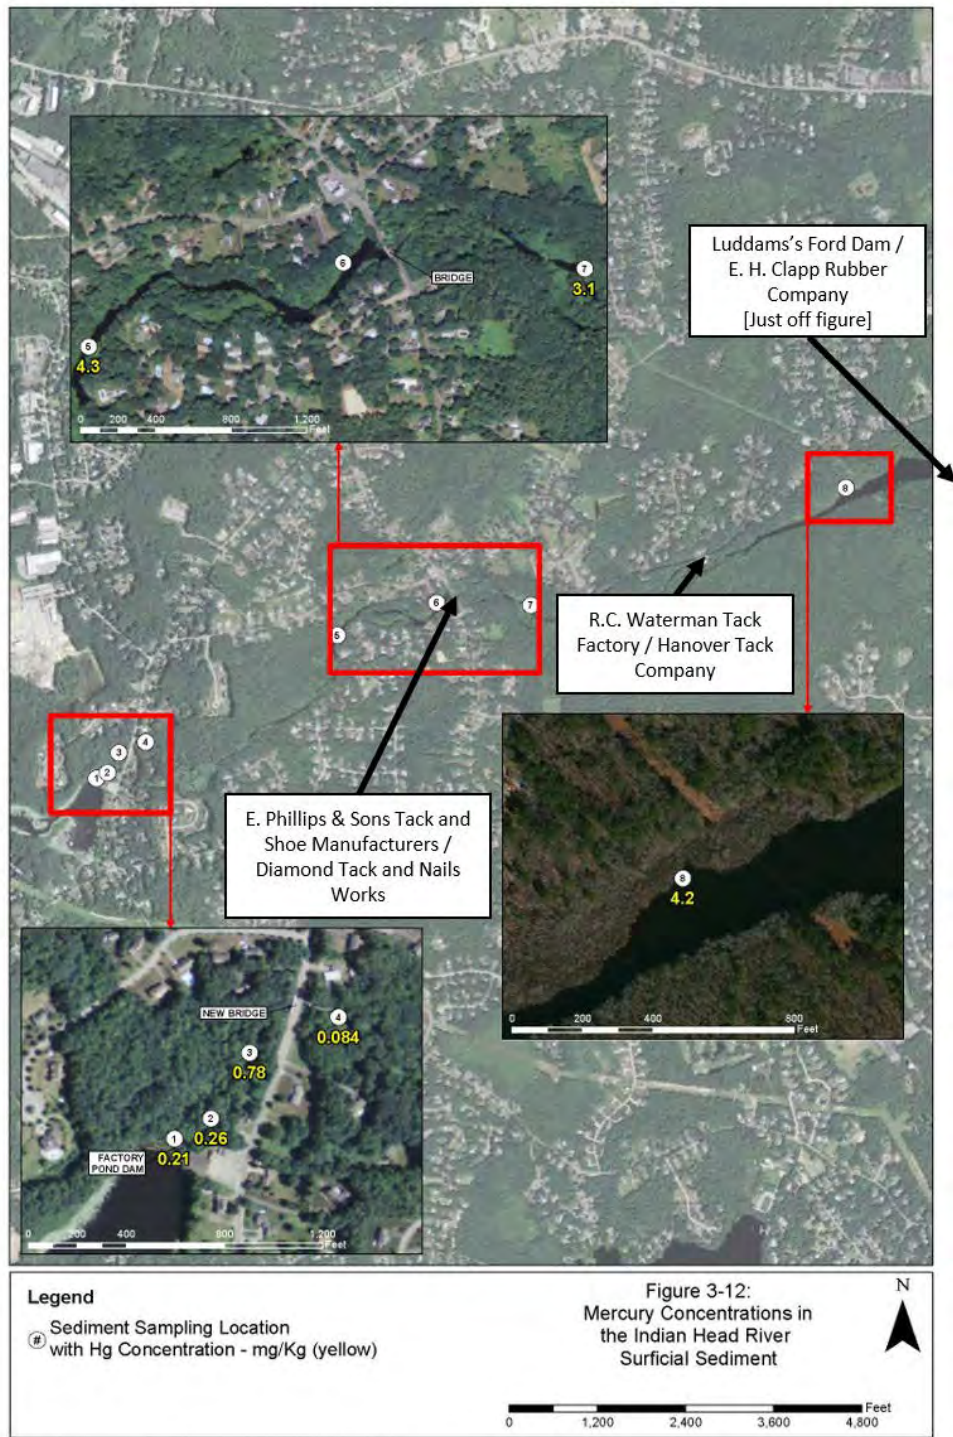 6
BRIDGE
7
3.1
5
4.3
0 200 400 800 1,200
Feet
Luddams's Ford Dam /
E. H. Clapp Rubber
Company
[Just off figure]
8
6
7
5
R.C. Waterman Tack
Factory / Hanover Tack
Company
4
3
2
1
E. Phillips & Sons Tack and
Shoe Manufacturers /
Diamond Tack and Nails
Works
8
4.2
0 200 400 800
Feet
NEW BRIDGE
4
0.084
3
0.78
2
0.26
1
0.21
FACTORY
POND DAM
0 200 400 800 1,200
Feet
Legend
# Sediment Sampling Location
with Hg Concentration - mg/Kg (yellow)
Figure 3-12:
Mercury Concentrations in
the Indian Head River
Surficial Sediment
N
Feet
0 1,200 2,400 3,600 4,800